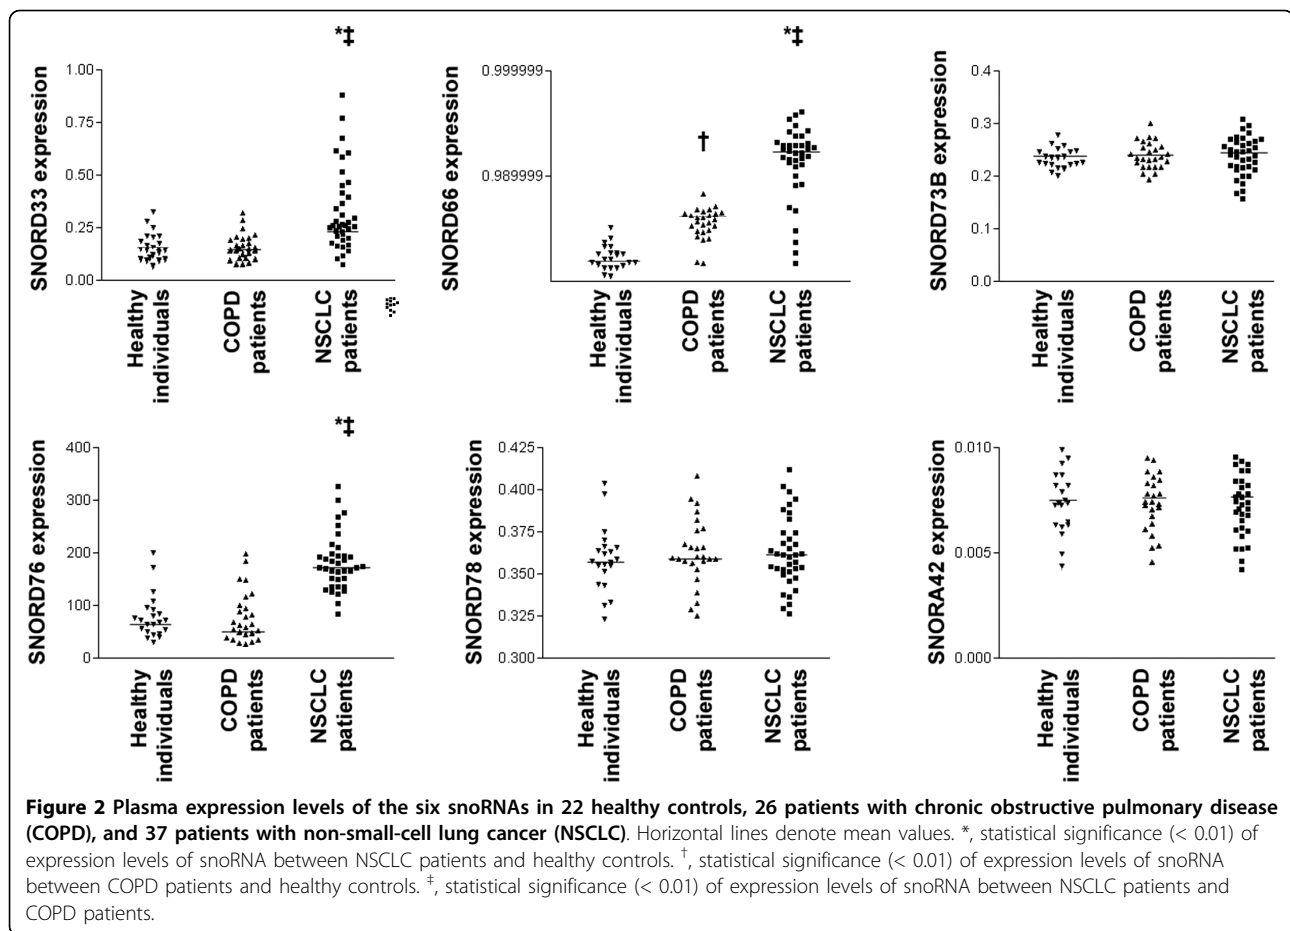 *‡
SNORD33 expression
1.00
0.75
0.50
0.25
0.00
Healthy
individuals
COPD
patients
NSCLC
patients
*‡
†
SNORD66 expression
0.999999
0.989999
Healthy
individuals
COPD
patients
NSCLC
patients
SNORD73B expression
0.4
0.3
0.2
0.1
0.0
Healthy
individuals
COPD
patients
NSCLC
patients
*‡
SNORD76 expression
400
300
200
100
0
Healthy
individuals
COPD
patients
NSCLC
patients
SNORD78 expression
0.425
0.400
0.375
0.350
0.325
0.300
Healthy
individuals
COPD
patients
NSCLC
patients
SNORA42 expression
0.010
0.005
0.000
Healthy
individuals
COPD
patients
NSCLC
patients
Figure 2 Plasma expression levels of the six snoRNAs in 22 healthy controls, 26 patients with chronic obstructive pulmonary disease
(COPD), and 37 patients with non-small-cell lung cancer (NSCLC). Horizontal lines denote mean values. *, statistical significance (< 0.01) of
expression levels of snoRNA between NSCLC patients and healthy controls. †, statistical significance (< 0.01) of expression levels of snoRNA
between COPD patients and healthy controls. ‡, statistical significance (< 0.01) of expression levels of snoRNA between NSCLC patients and
COPD patients.